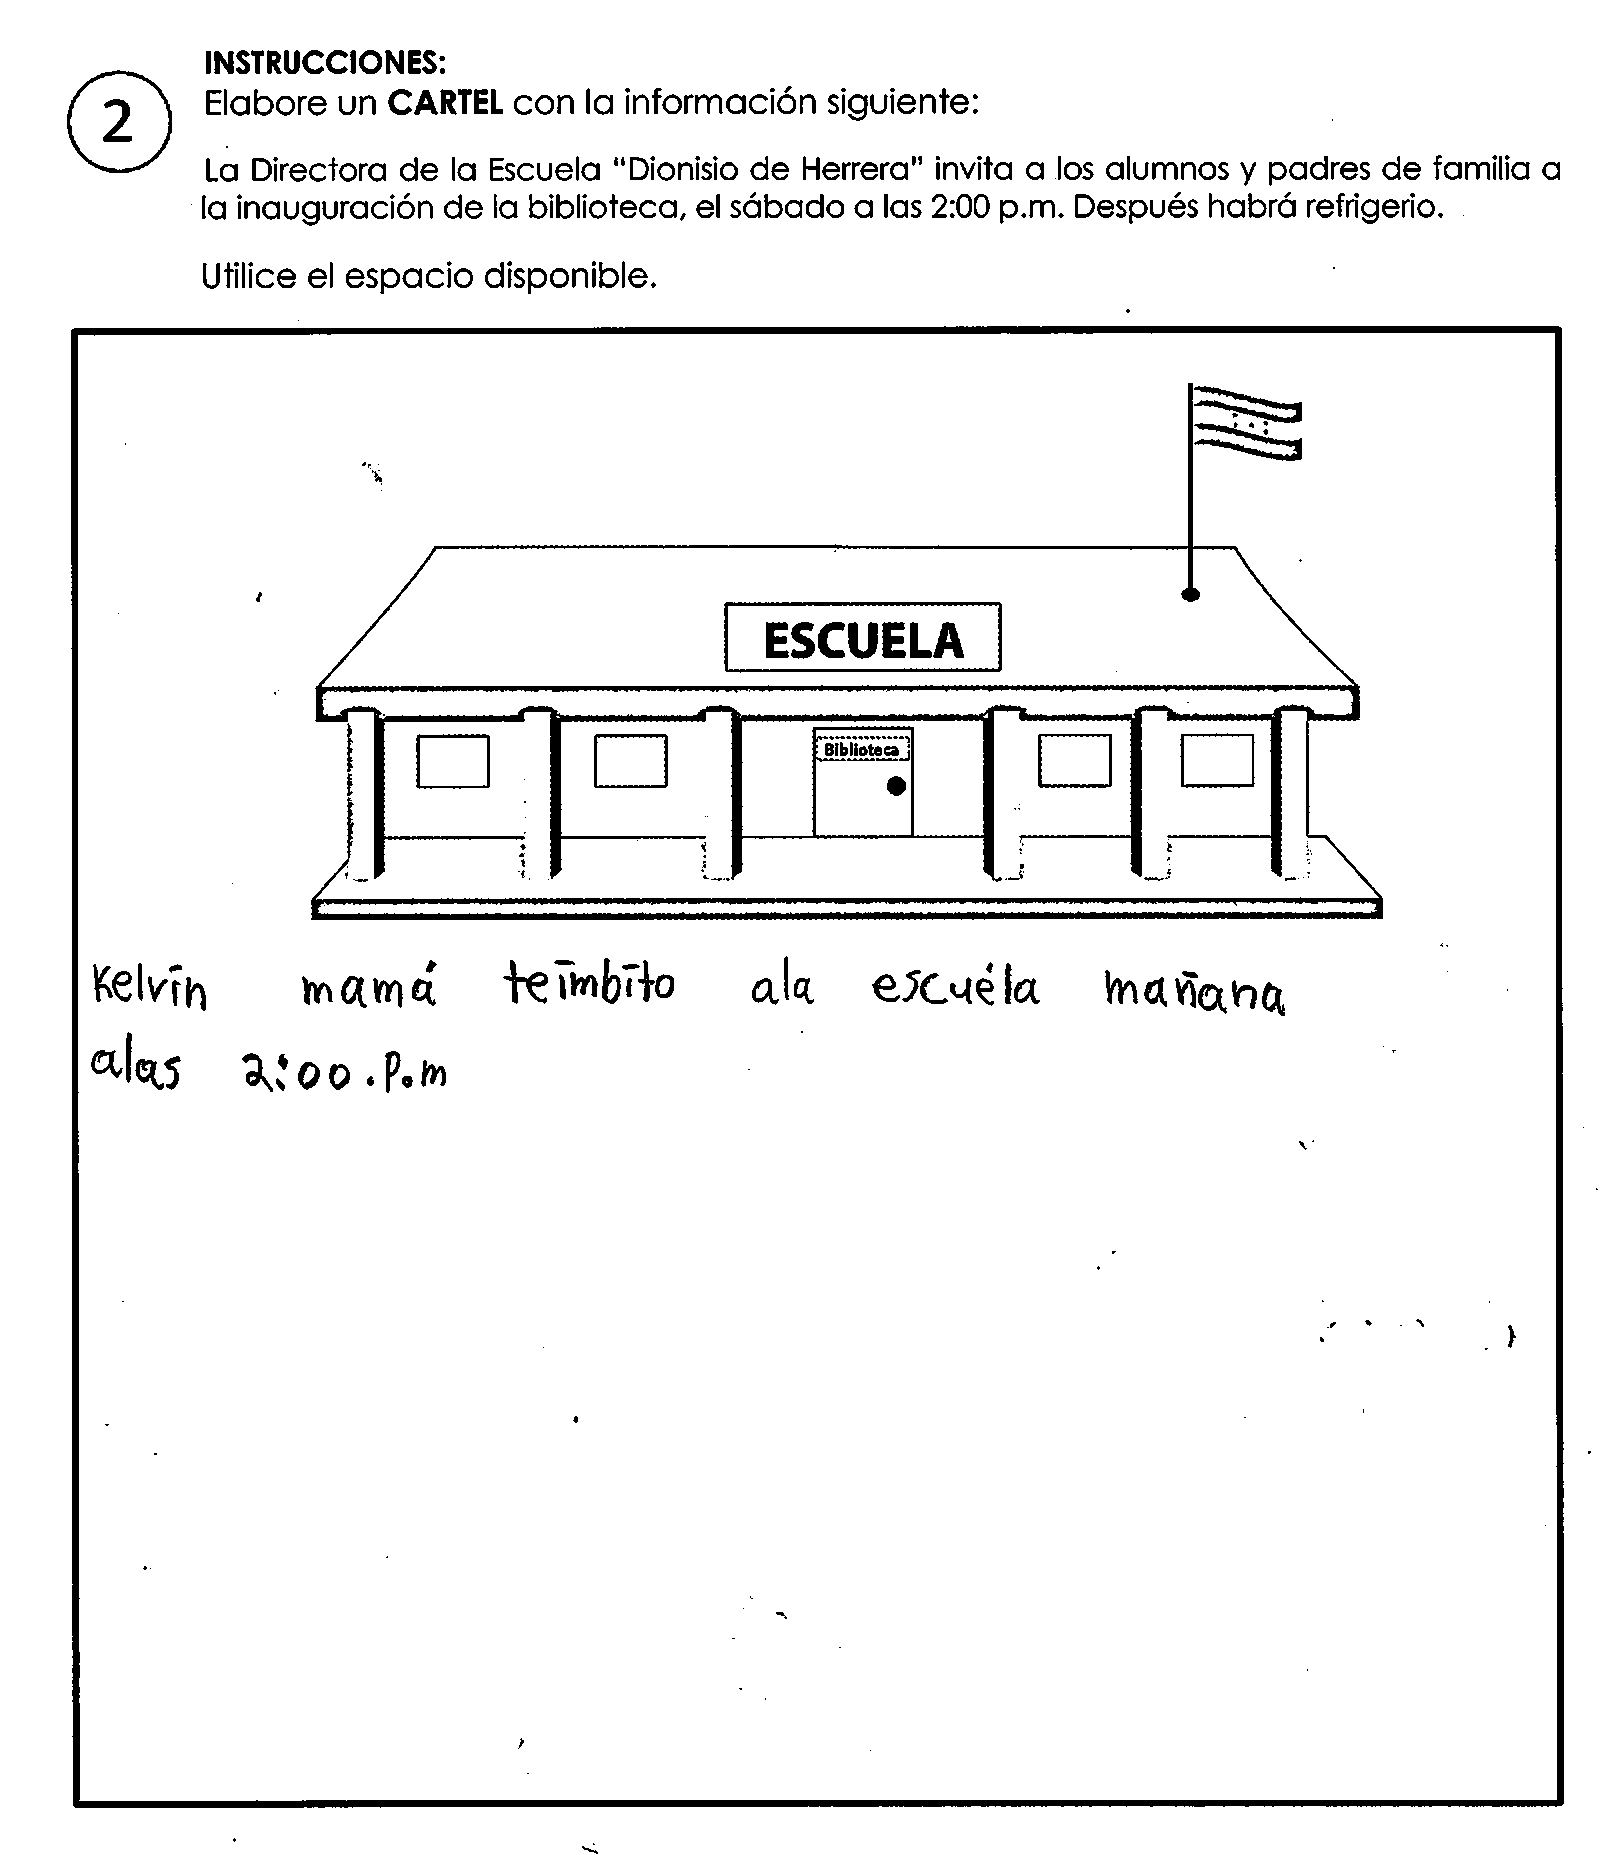 INSTRUCCIONES:
2
Elabore un CARTEL con la información siguiente:
La Directora de la Escuela "Dionisio de Herrera" invita a los alumnos y padres de familia a
la inauguración de la biblioteca, el sábado a las 2:00 p.m. Después habrá refrigerio.
Utilice el espacio disponible.
ESCUELA
Biblioteca
Kelvin mamá teimbito ala escuéla mañana
alas 2:00.P.m